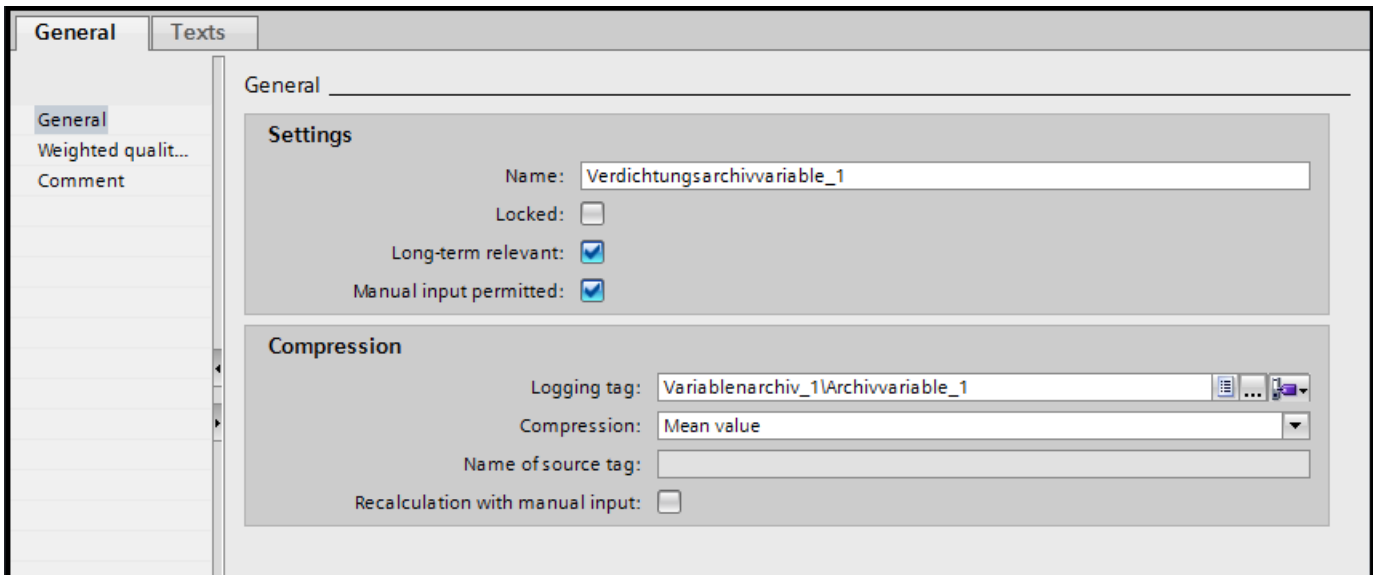 General Texts
General
General
Weighted qualit...
Comment
Settings
Name: Verdichtungsarchivvariable_1
Locked:
Long-term relevant:
Manual input permitted:
Compression
Logging tag: Variablenarchiv_1\Archivvariable_1
...
Compression: Mean value
Name of source tag:
Recalculation with manual input: